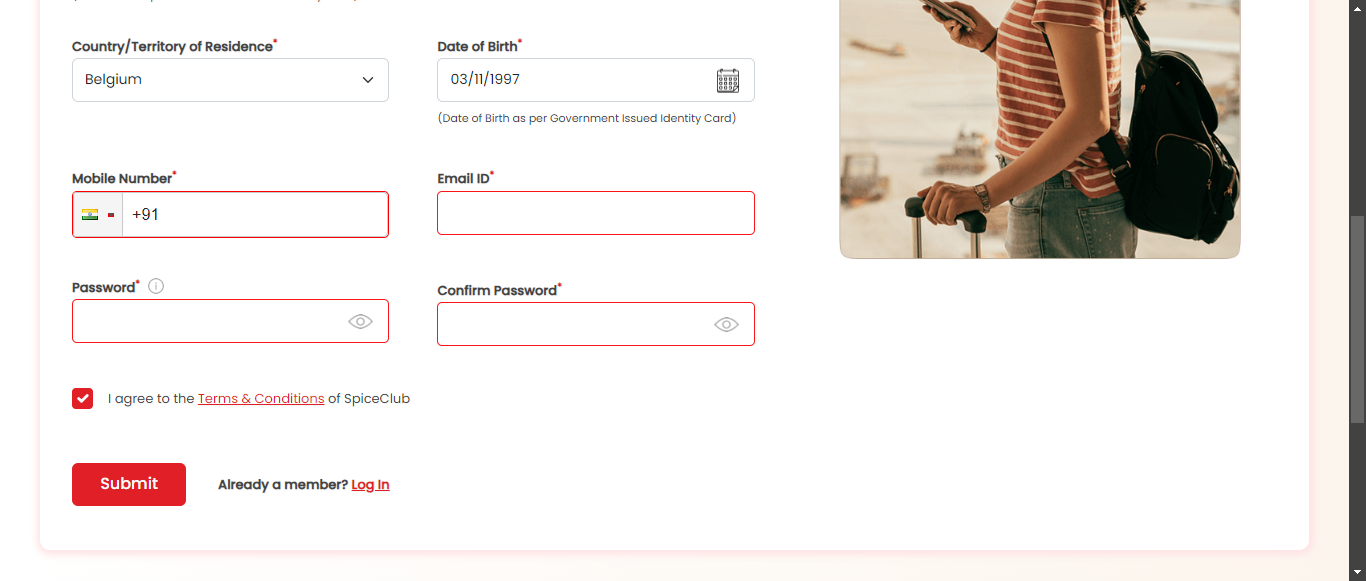 Country/Territory of Residence*
Date of Birth*
Belgium
03/11/1997
(Date of Birth as per Government Issued Identity Card)
Mobile Number*
Email ID*
+91
Password*
Confirm Password*
I agree to the Terms & Conditions of SpiceClub
Submit
Already a member? Log In